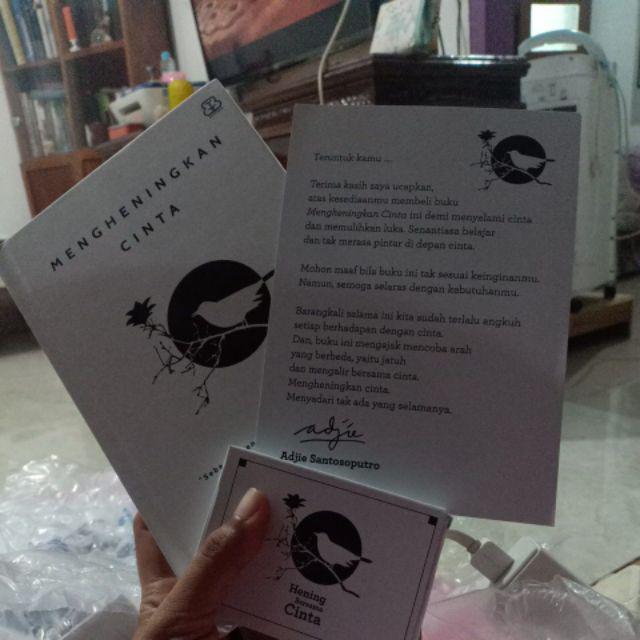 MENGHENINGKAN
CINTA
Teruntuk kamu ...
Terima kasih saya ucapkan,
atas kesediaanmu membeli buku
Mengheningkan Cinta ini demi menyelami cinta
dan memulihkan luka. Senantiasa belajar
dan tak merasa pintar di depan cinta.
Mohon maaf bila buku ini tak sesuai keinginanmu.
Namun, semoga selaras dengan kebutuhanmu.
Barangkali selama ini kita sudah terlalu angkuh
setiap berhadapan dengan cinta.
Dan, buku ini mengajak mencoba arah
yang berbeda, yaitu jatuh
dan mengalir bersama cinta.
Mengheningkan cinta.
Menyadari tak ada yang selamanya.
adjie
Adjie Santosoputro
Hening
bersama
Cinta